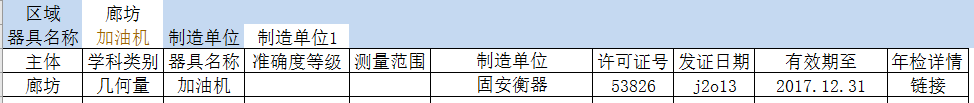 区域 廊坊
器具名称 加油机 制造单位 制造单位1
主体 学科类别 器具名称 准确度等级 测量范围 制造单位 许可证号 发证日期 有效期至 年检详情
廊坊 几何量 加油机 固安衡器 53826 j2o13 2017.12.31 链接